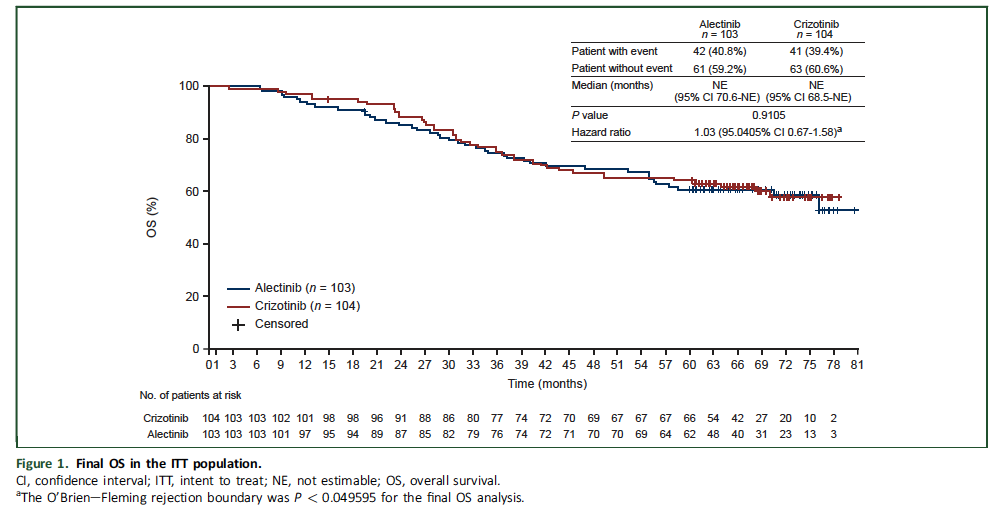 Alectinib Crizotinib
n = 103 n = 104
Patient with event 42 (40.8%) 41 (39.4%)
Patient without event 61 (59.2%) 63 (60.6%)
Median (months) NE NE
(95% CI 70.6-NE) (95% CI 68.5-NE)
P value 0.9105
Hazard ratio 1.03 (95.0405% CI 0.67-1.58)a
100
80
60
40
20
0
OS (%)
Alectinib (n = 103)
Crizotinib (n = 104)
Censored
0 1 3 6 9 12 15 18 21 24 27 30 33 36 39 42 45 48 51 54 57 60 63 66 69 72 75 78 81
Time (months)
No. of patients at risk
Crizotinib 104 103 103 102 101 98 98 96 91 88 86 80 77 74 72 70 69 67 67 67 66 54 42 27 20 10 2
Alectinib 103 103 103 101 97 95 94 89 87 85 82 79 76 74 72 71 70 70 69 64 62 48 40 31 23 13 3
Figure 1. Final OS in the ITT population.
CI, confidence interval; ITT, intent to treat; NE, not estimable; OS, overall survival.
aThe O'Brien—Fleming rejection boundary was P < 0.049595 for the final OS analysis.